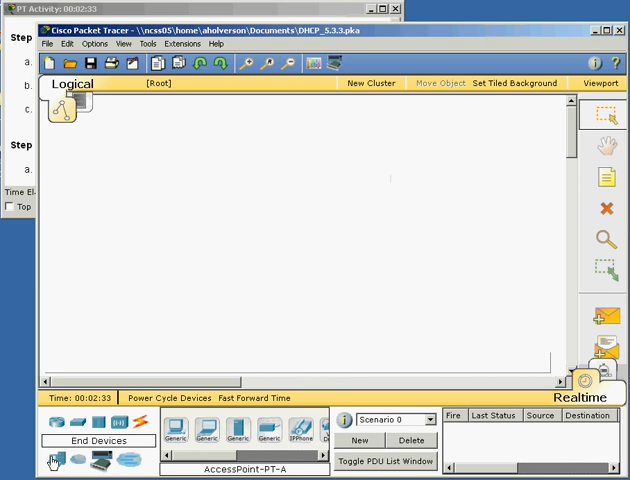 PT Activity: 00:02:33
Step
a.
b.
c.
Step
a.
Time El
Top
Cisco Packet Tracer - \\ncss05\home\aholverson\Documents\DHCP_5.3.3.pka
File Edit Options View Tools Extensions Help
Logical [Root] New Cluster Move Object Set Tiled Background Viewport
Time: 00:02:33 Power Cycle Devices Fast Forward Time Realtime
End Devices
Generic Generic Generic Generic IPPhone
AccessPoint-PT-A
Scenario 0
New Delete
Toggle PDU List Window
Fire Last Status Source Destination